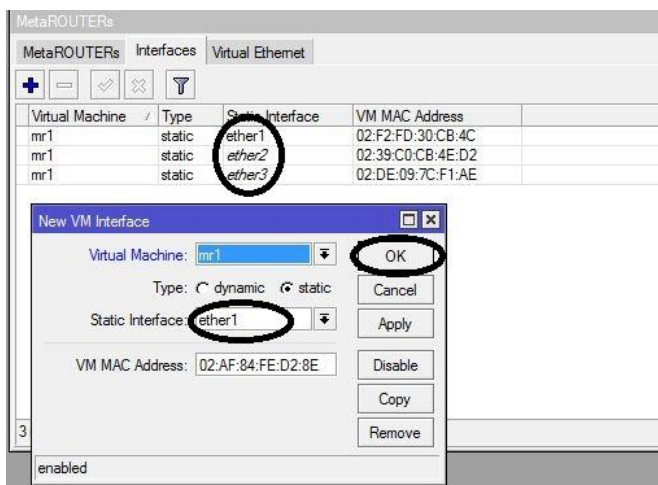 MetaROUTERs
MetaROUTERs Interfaces Virtual Ethernet
Virtual Machine Type Static Interface VM MAC Address
mr1 static ether1 02:F2:FD:30:CB:4C
mr1 static ether2 02:39:C0:CB:4E:D2
mr1 static ether3 02:DE:09:7C:F1:AE
New VM Interface
Virtual Machine: mr1 OK
Type: dynamic static Cancel
Static Interface: ether1 Apply
VM MAC Address: 02:AF:84:FE:D2:8E Disable
Copy
3 Remove
enabled